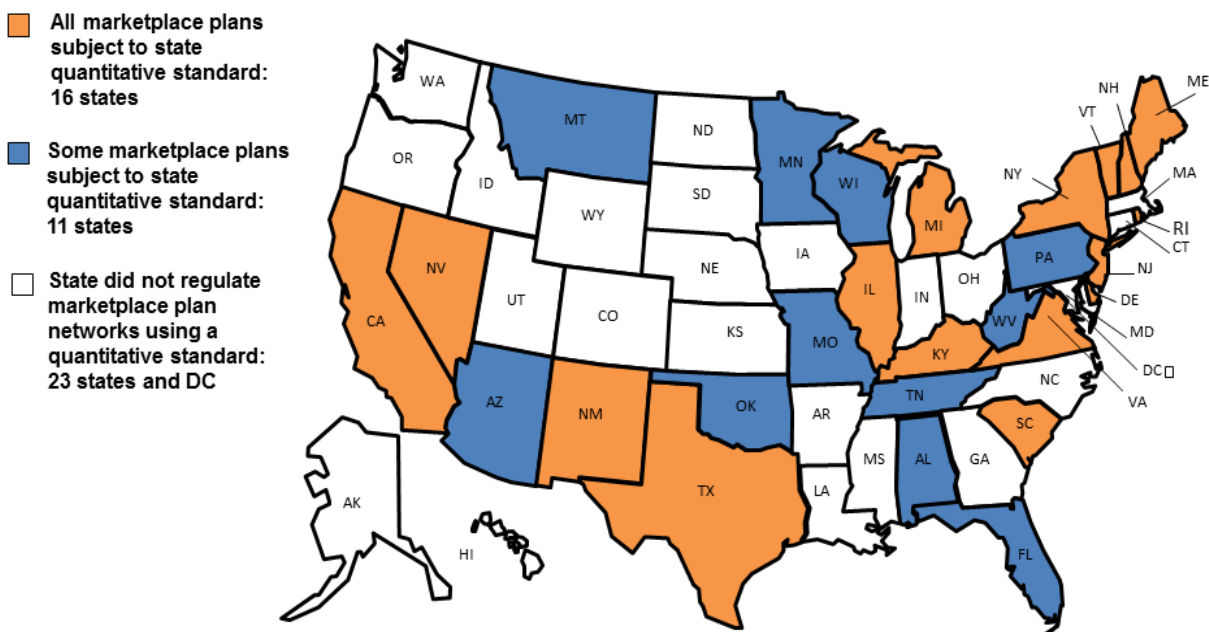 All marketplace plans
subject to state
quantitative standard:
16 states
Some marketplace plans
subject to state
quantitative standard:
11 states
State did not regulate
marketplace plan
networks using a
quantitative standard:
23 states and DC
WA
MT
ND
MN
OR
ID
WY
SD
WI
MI
NY
VT
NH
ME
MA
RI
CT
NV
UT
CO
NE
IA
IL
IN
OH
PA
NJ
DE
MD
DC□
VA
CA
AZ
NM
KS
MO
KY
WV
NC
OK
AR
TN
SC
TX
LA
MS
AL
GA
FL
AK
HI